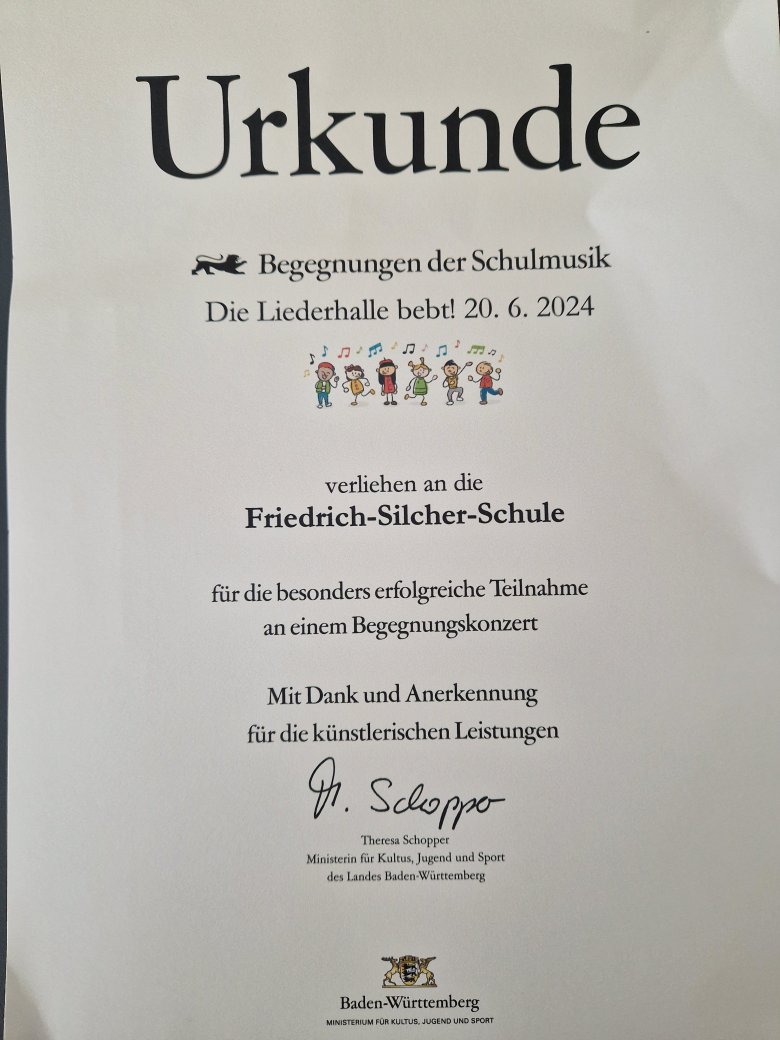 Urkunde
Begegnungen der Schulmusik
Die Liederhalle bebt! 20. 6. 2024
verliehen an die
Friedrich-Silcher-Schule
für die besonders erfolgreiche Teilnahme
an einem Begegnungskonzert
Mit Dank und Anerkennung
für die künstlerischen Leistungen
Th. Schopper
Theresa Schopper
Ministerin für Kultus, Jugend und Sport
des Landes Baden-Württemberg
Baden-Württemberg
MINISTERIUM FÜR KULTUS, JUGEND UND SPORT